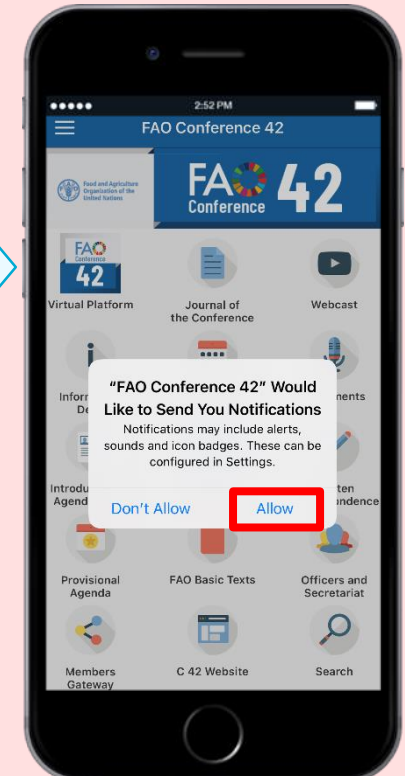 2:52 PM
FAO Conference 42
Food and Agriculture
Organization of the
United Nations
FAO
Conference
42
FAO
Conference
42
Virtual Platform
Journal of
the Conference
Webcast
"FAO Conference 42" Would
Like to Send You Notifications
Notifications may include alerts,
sounds and icon badges. These can be
configured in Settings.
Don't Allow
Allow
Provisional
Agenda
FAO Basic Texts
Officers and
Secretariat
Members
Gateway
C 42 Website
Search